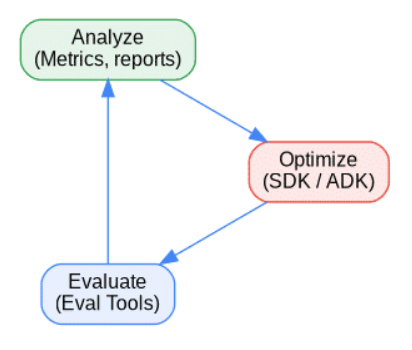 Analyze
(Metrics, reports)
Optimize
(SDK / ADK)
Evaluate
(Eval Tools)